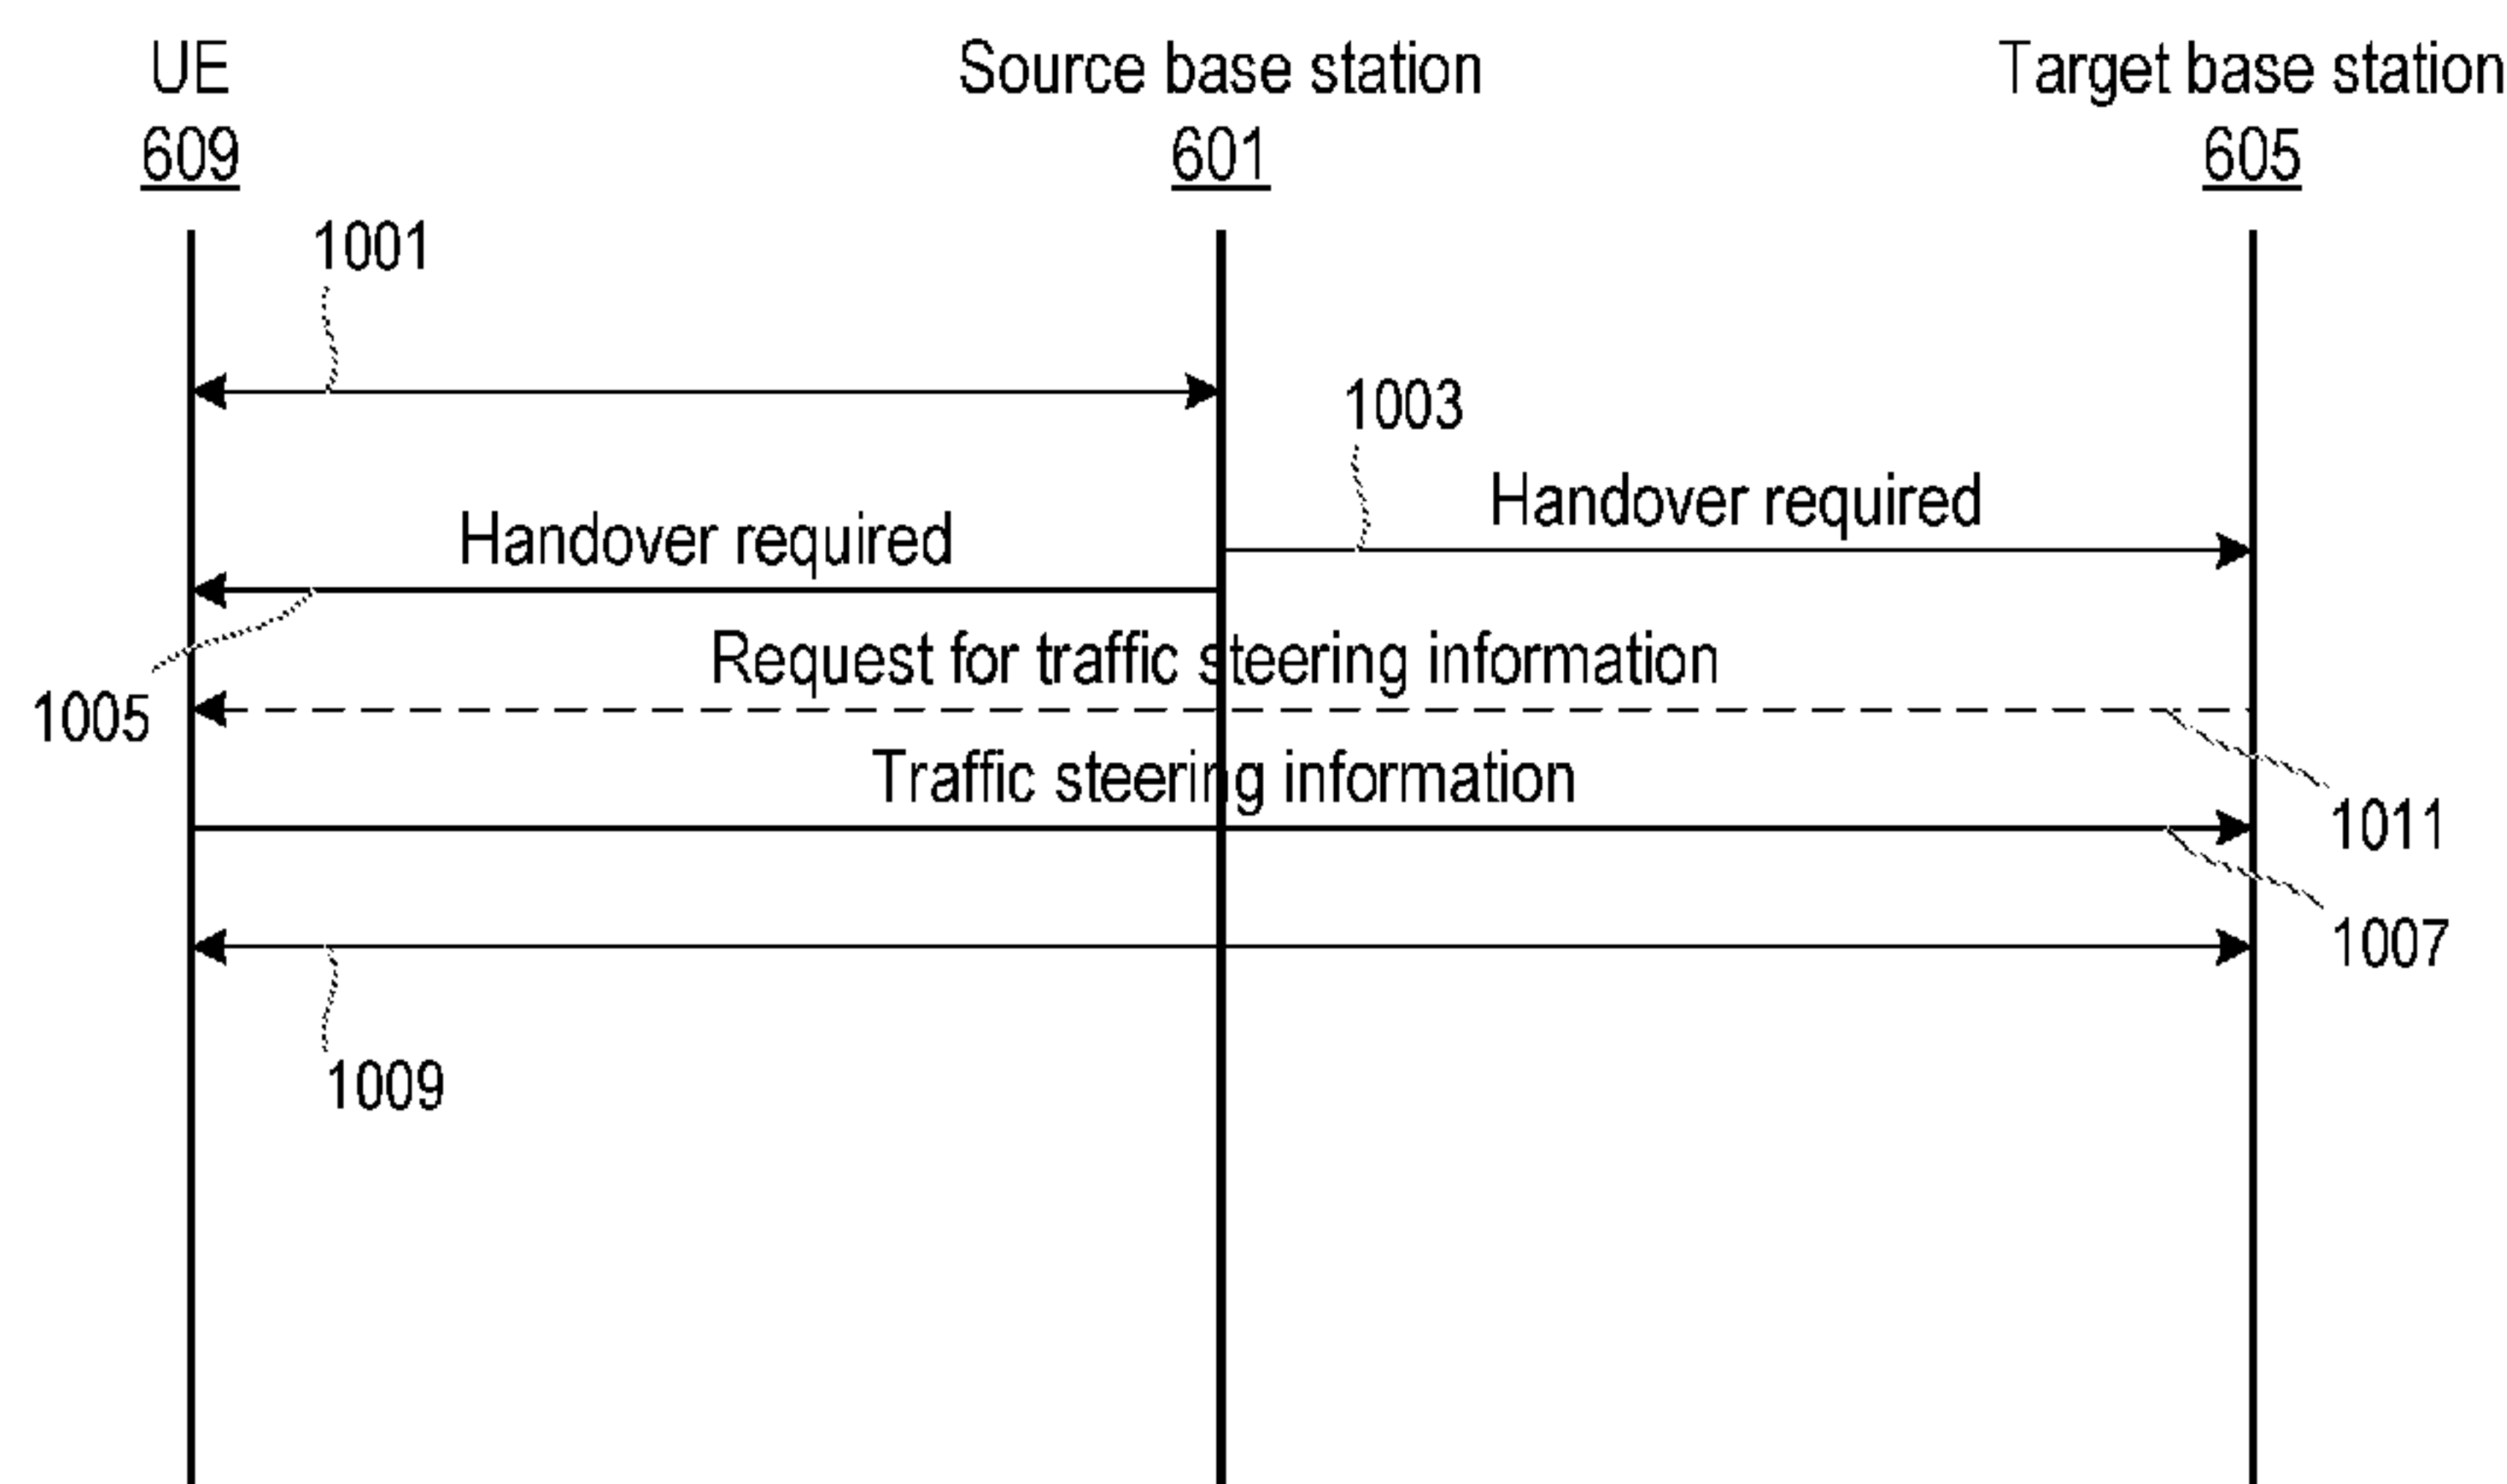 UE
609
Source base station
601
Target base station
605
1001
1003
Handover required
Handover required
1005
Request for traffic steering information
1011
Traffic steering information
1007
1009